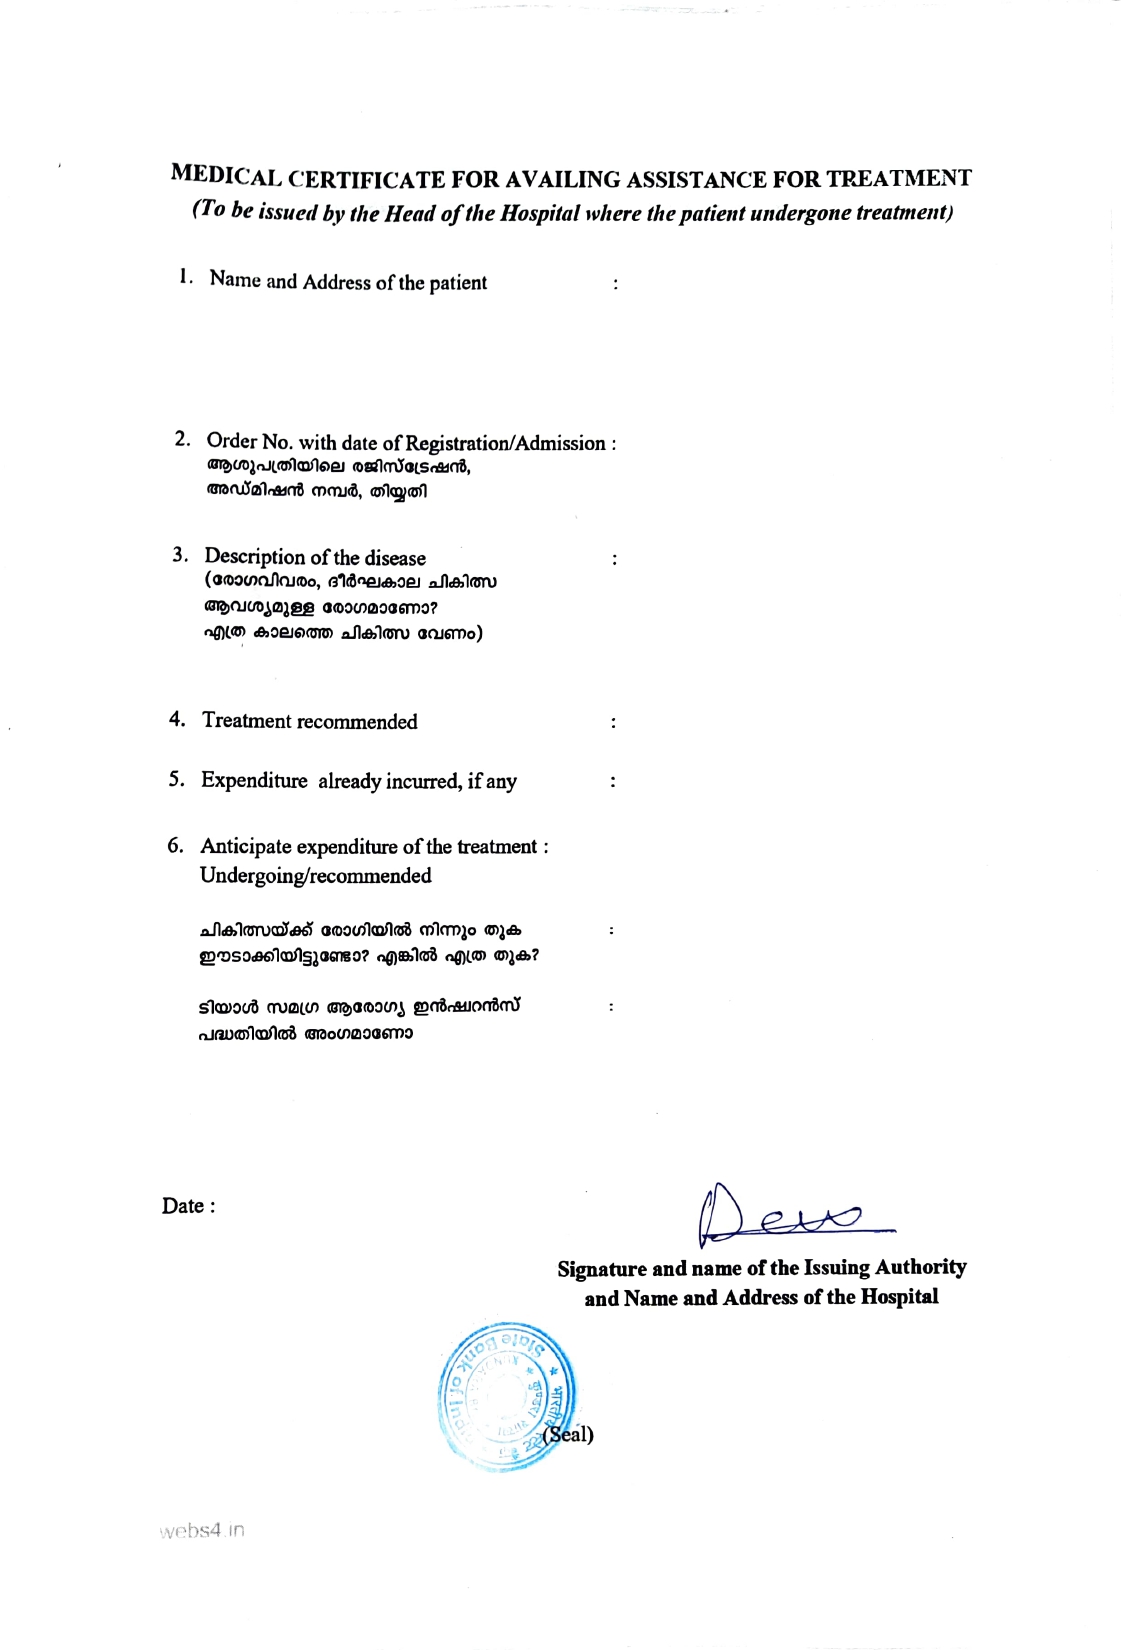 MEDICAL CERTIFICATE FOR AVAILING ASSISTANCE FOR TREATMENT
(To be issued by the Head of the Hospital where the patient undergone treatment)
1. Name and Address of the patient :
2. Order No. with date of Registration/Admission :
ആശുപത്രിയിലെ രജിസ്ട്രേഷൻ,
അഡ്മിഷൻ നമ്പർ, തിയ്യതി
3. Description of the disease :
(രോഗവിവരം, ദീർഘകാല ചികിത്സ
ആവശ്യമുള്ള രോഗമാണോ?
എത്ര കാലത്തെ ചികിത്സ വേണം)
4. Treatment recommended :
5. Expenditure already incurred, if any :
6. Anticipate expenditure of the treatment :
Undergoing/recommended
ചികിത്സയ്ക്ക് രോഗിയിൽ നിന്നും തുക :
ഈടാക്കിയിട്ടുണ്ടോ? എങ്കിൽ എത്ര തുക?
ടിയാൾ സമഗ്ര ആരോഗ്യ ഇൻഷ്വറൻസ് :
പദ്ധതിയിൽ അംഗമാണോ
Date :
Signature and name of the Issuing Authority
and Name and Address of the Hospital
State Bank of
(Seal)
webs4.in